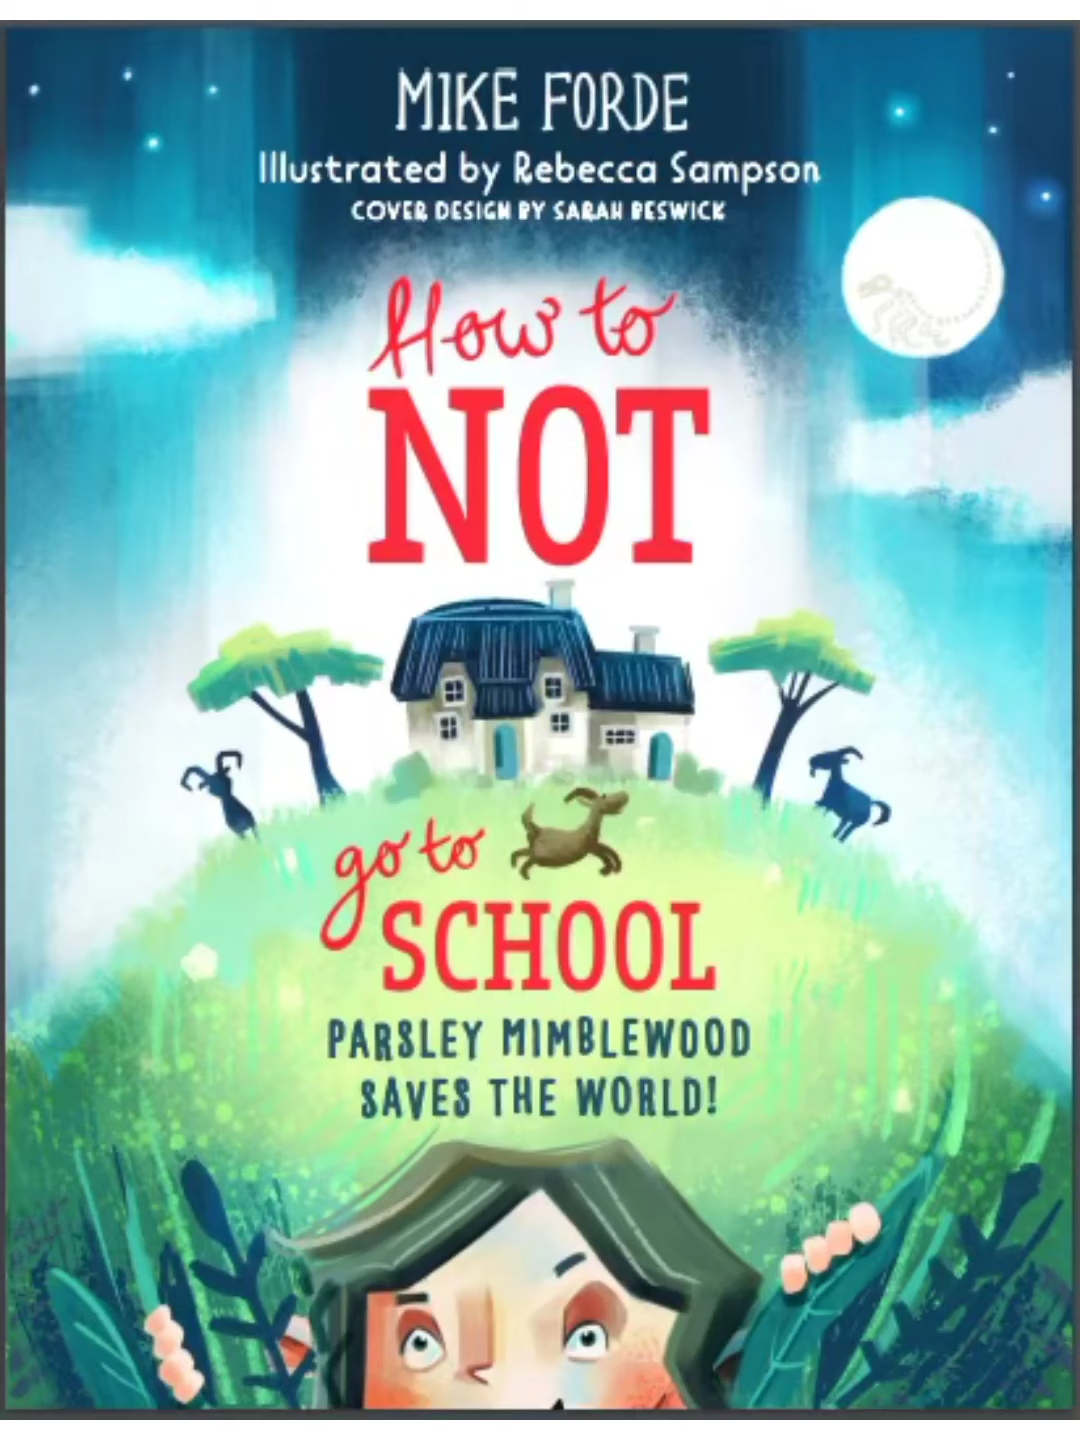 MIKE FORDE
Illustrated by Rebecca Sampson
COVER DESIGN BY SARAH BESWICK
How to
NOT
go to
SCHOOL
PARSLEY MIMBLEWOOD
SAVES THE WORLD!